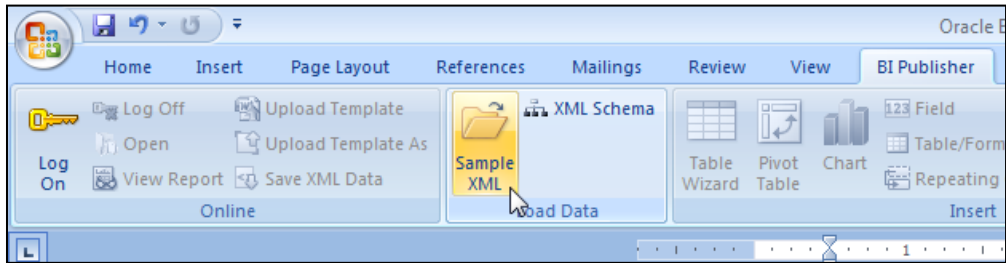 Oracle E
Home Insert Page Layout References Mailings Review View BI Publisher
Log On
Log Off
Open
View Report
Upload Template
Upload Template As
Save XML Data
Online
Sample XML
XML Schema
Load Data
Table Wizard
Pivot Table
Chart
123 Field
Table/Form
Repeating
Insert
L
1